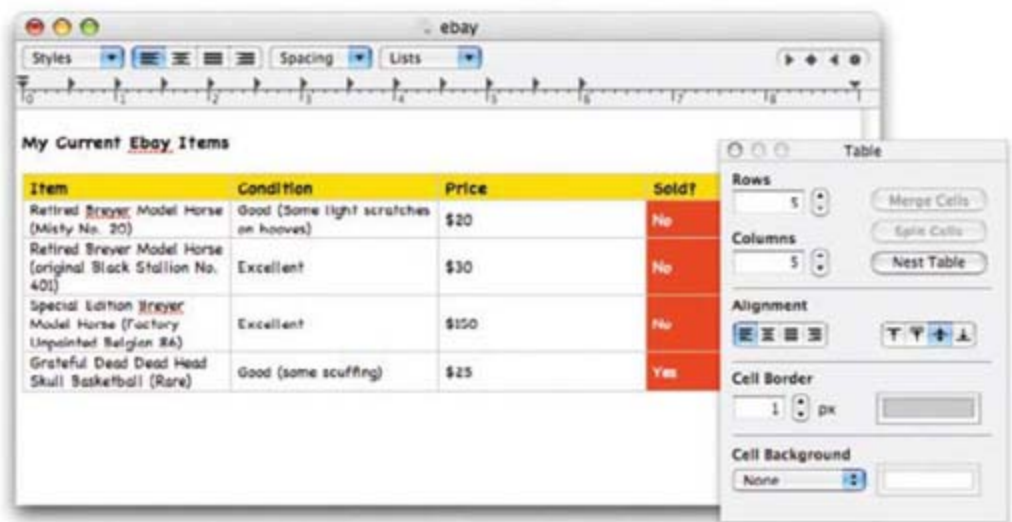 ebay
Styles
Spacing
Lists
0 1 2 3 4 5 6 7 8
My Current Ebay Items
Item Condition Price Sold?
Retired Breyer Model Horse
(Misty No. 20)
Good (Some light scratches
on hooves)
$20
No
Retired Breyer Model Horse
(original Black Stallion No.
401)
Excellent
$30
No
Special Edition Breyer
Model Horse (Factory
Unpainted Belgian 86)
Excellent
$150
No
Grateful Dead Dead Head
Skull Basketball (Rare)
Good (some scuffing)
$25
Yes
Table
Rows
5
Merge Cells
Split Cells
Columns
5
Nest Table
Alignment
Cell Border
1 px
Cell Background
None